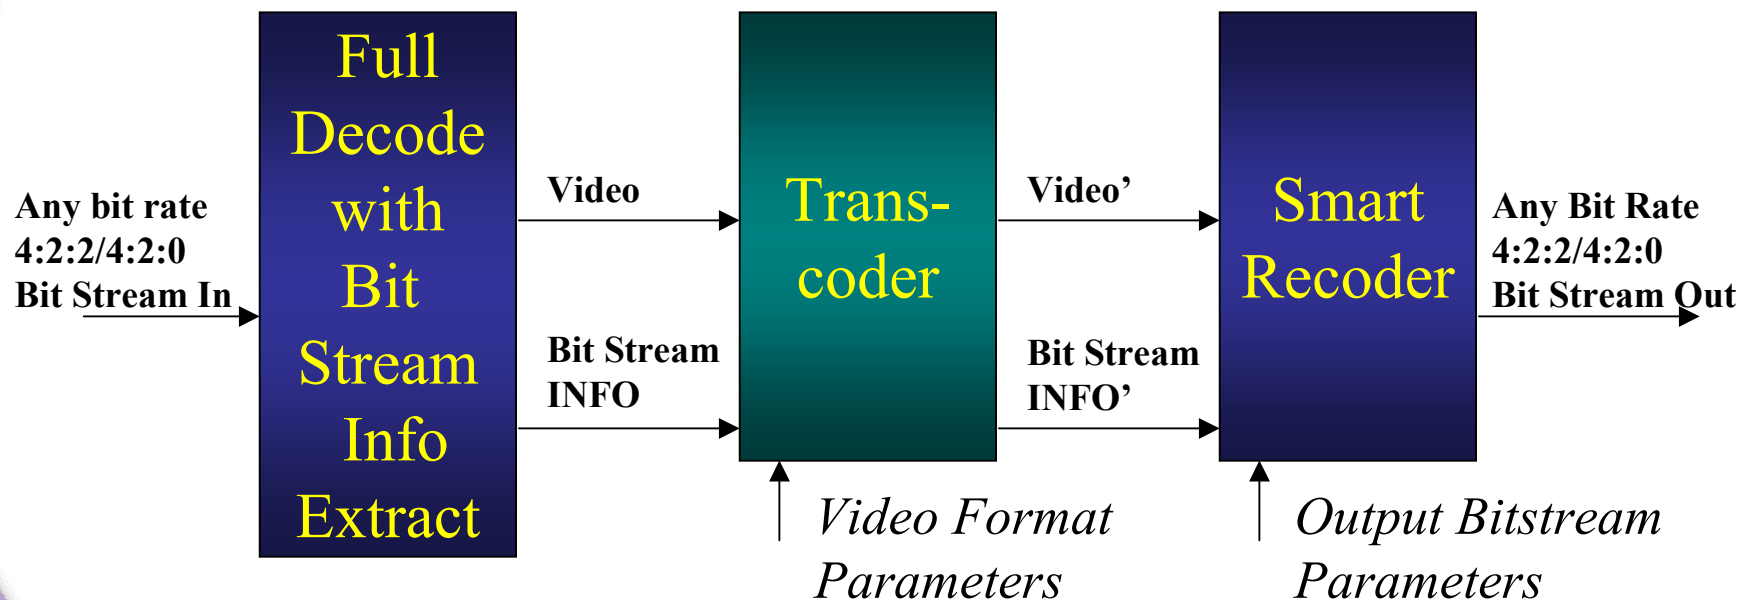 Any bit rate
4:2:2/4:2:0
Bit Stream In
Full
Decode
with
Bit
Stream
Info
Extract
Video
Bit Stream
INFO
Trans-
coder
Video Format
Parameters
Video’
Bit Stream
INFO’
Smart
Recoder
Output Bitstream
Parameters
Any Bit Rate
4:2:2/4:2:0
Bit Stream Out